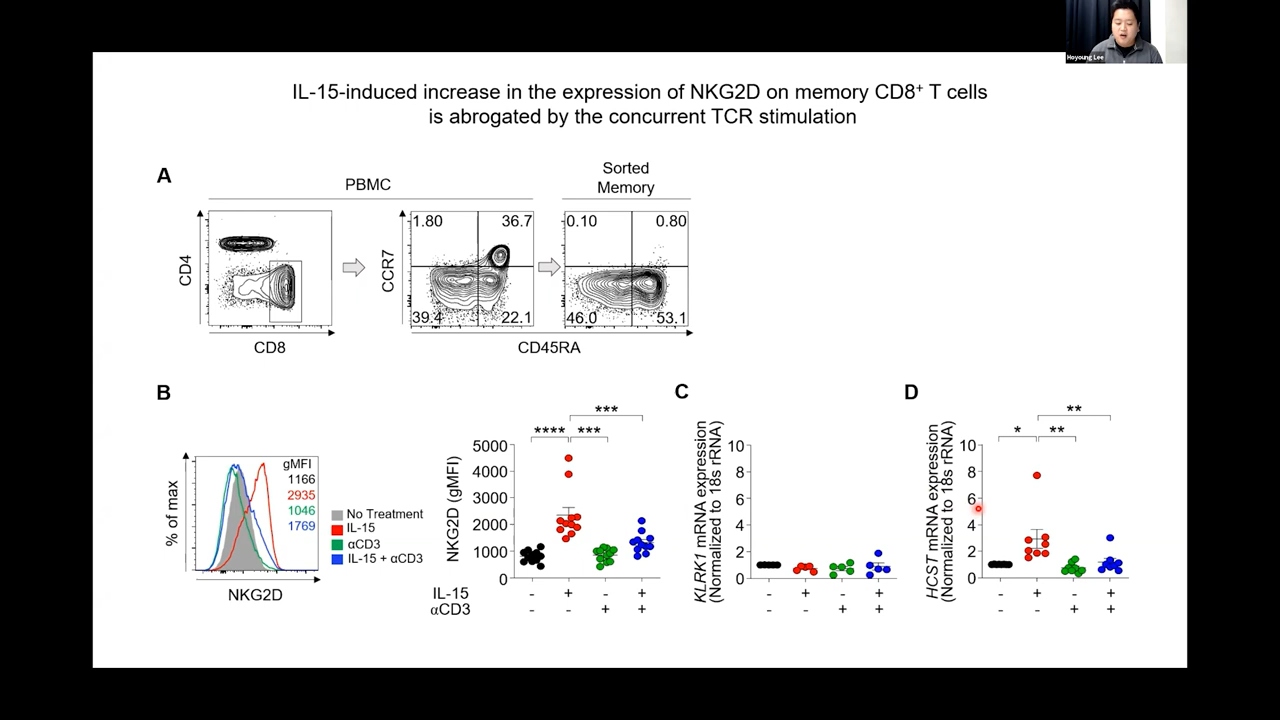 Hoyoung Lee
IL-15-induced increase in the expression of NKG2D on memory CD8+ T cells
is abrogated by the concurrent TCR stimulation
A
PBMC
Sorted
Memory
CD4
CD8
CCR7
1.80
36.7
39.4
22.1
0.10
0.80
46.0
53.1
CD45RA
B
% of max
gMFI
1166
2935
1046
1769
NKG2D
No Treatment
IL-15
αCD3
IL-15 + αCD3
NKG2D (gMFI)
5000
4000
3000
2000
1000
0
**** ***
***
IL-15 - + - +
αCD3 - - + +
C
KLRK1 mRNA expression
(Normalized to 18s rRNA)
10
8
6
4
2
0
- + - +
- - + +
D
HCST mRNA expression
(Normalized to 18s rRNA)
10
8
6
4
2
0
* **
**
- + - +
- - + +